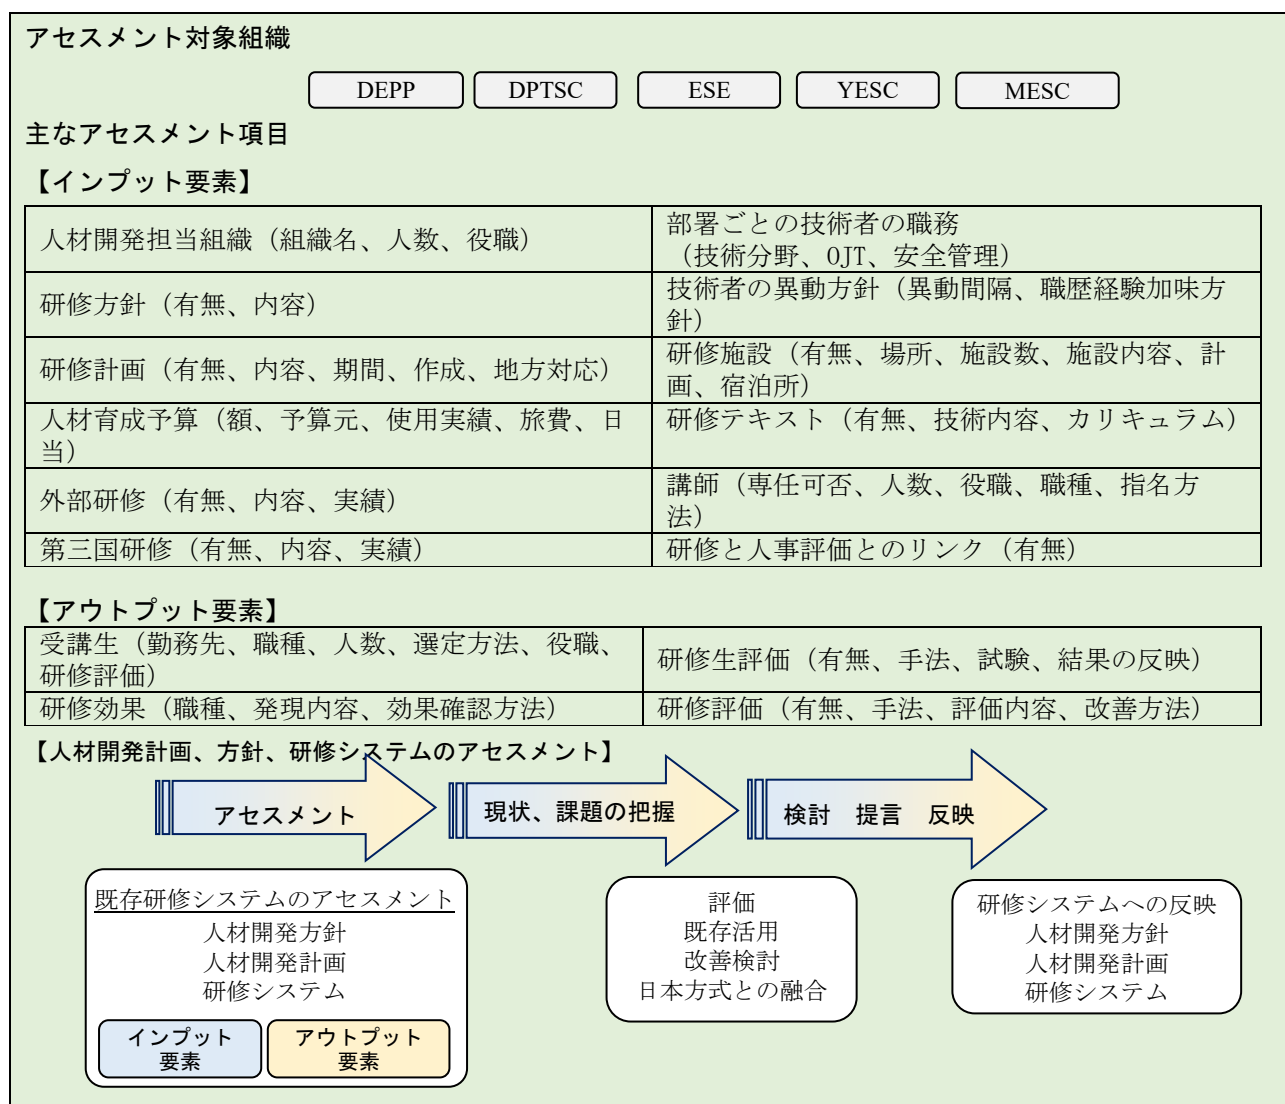 アセスメント対象組織
DEPP DPTSC ESE YESC MESC
主なアセスメント項目
【インプット要素】
人材開発担当組織（組織名、人数、役職）
部署ごとの技術者の職務
（技術分野、OJT、安全管理）
研修方針（有無、内容）
技術者の異動方針（異動間隔、職歴経験加味方
針）
研修計画（有無、内容、期間、作成、地方対応）
研修施設（有無、場所、施設数、施設内容、計
画、宿泊所）
人材育成予算（額、予算元、使用実績、旅費、日
当）
研修テキスト（有無、技術内容、カリキュラム）
外部研修（有無、内容、実績）
講師（専任可否、人数、役職、職種、指名方
法）
第三国研修（有無、内容、実績）
研修と人事評価とのリンク（有無）
【アウトプット要素】
受講生（勤務先、職種、人数、選定方法、役職、
研修評価）
研修生評価（有無、手法、試験、結果の反映）
研修効果（職種、発現内容、効果確認方法）
研修評価（有無、手法、評価内容、改善方法）
【人材開発計画、方針、研修システムのアセスメント】
アセスメント
現状、課題の把握
検討　提言　反映
既存研修システムのアセスメント
人材開発方針
人材開発計画
研修システム
インプット
要素
アウトプット
要素
評価
既存活用
改善検討
日本方式との融合
研修システムへの反映
人材開発方針
人材開発計画
研修システム